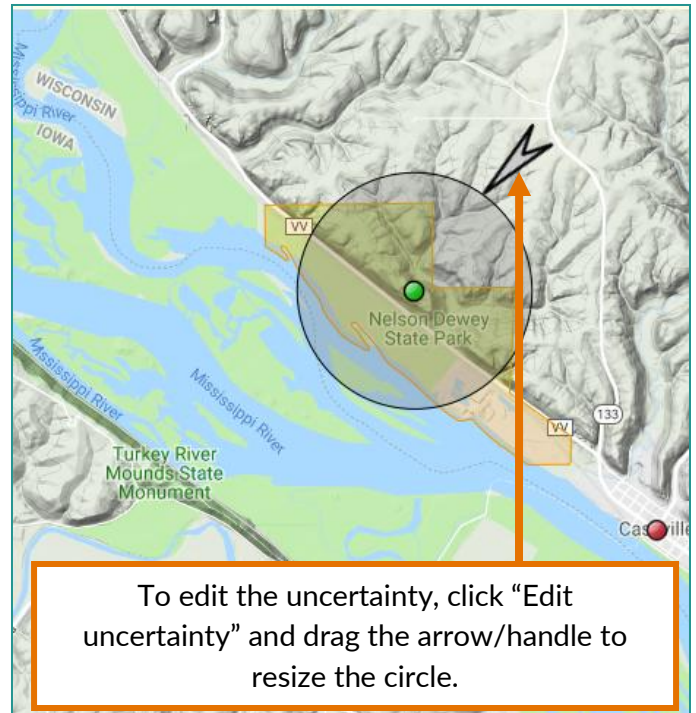 WISCONSIN
Mississippi River
IOWA
VV
Nelson Dewey
State Park
Mississippi River
Mississippi River
133
VV
Turkey River
Mounds State
Monument
To edit the uncertainty, click “Edit
uncertainty” and drag the arrow/handle to
resize the circle.